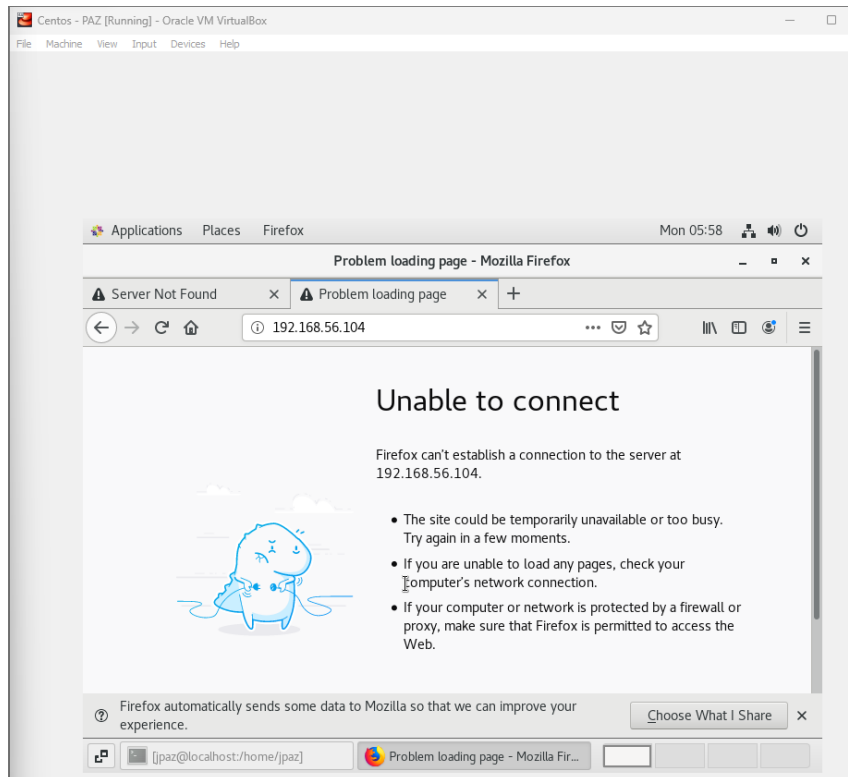 Centos - PAZ [Running] - Oracle VM VirtualBox
File Machine View Input Devices Help
Applications Places Firefox Mon 05:58
Problem loading page - Mozilla Firefox
Server Not Found Problem loading page
192.168.56.104
Unable to connect
Firefox can't establish a connection to the server at
192.168.56.104.
The site could be temporarily unavailable or too busy.
Try again in a few moments.
If you are unable to load any pages, check your
computer's network connection.
If your computer or network is protected by a firewall or
proxy, make sure that Firefox is permitted to access the
Web.
Firefox automatically sends some data to Mozilla so that we can improve your
experience.
Choose What I Share
[jpaz@localhost:/home/jpaz] Problem loading page - Mozilla Fir...